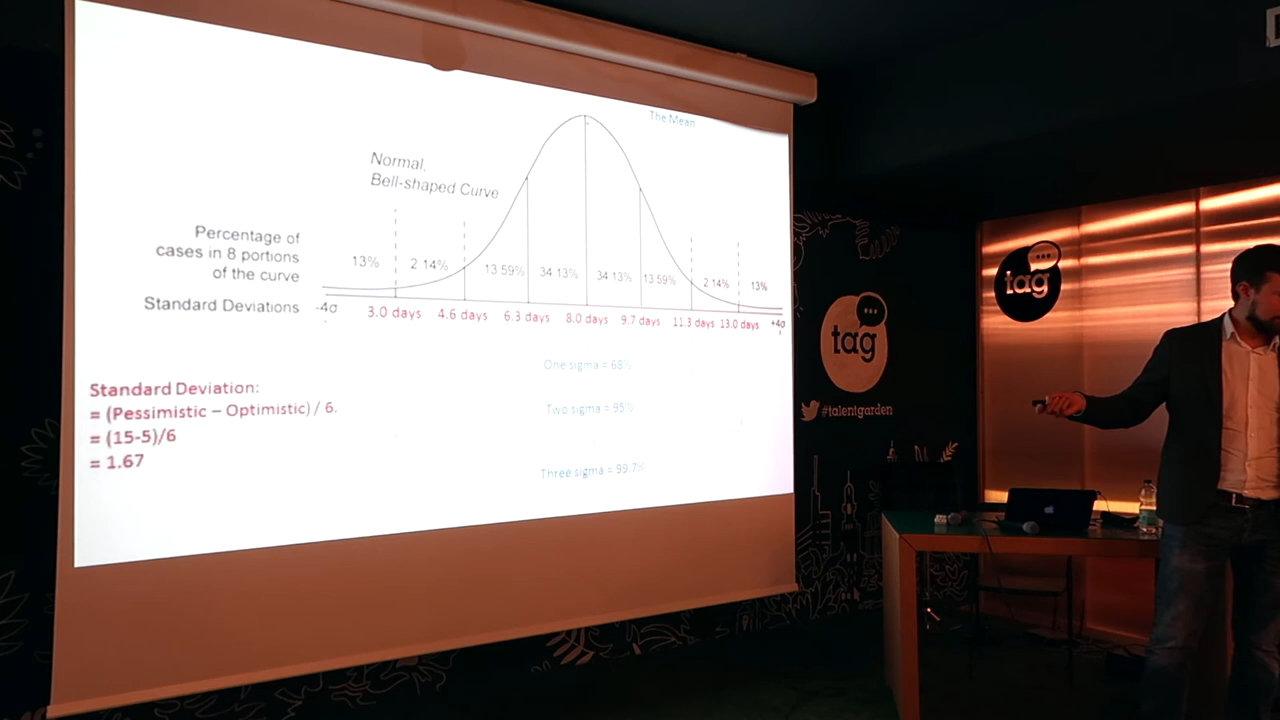 The Mean
Normal,
Bell-shaped Curve
Percentage of
cases in 8 portions
of the curve
13% 2.14% 13.59% 34.13% 34.13% 13.59% 2.14% 13%
Standard Deviations -4σ 3.0 days 4.6 days 6.3 days 8.0 days 9.7 days 11.3 days 13.0 days +4σ
One sigma = 68%
Two sigma = 95%
Three sigma = 99.7%
Standard Deviation:
= (Pessimistic – Optimistic) / 6.
= (15-5)/6
= 1.67
tag
#talentgarden
tag